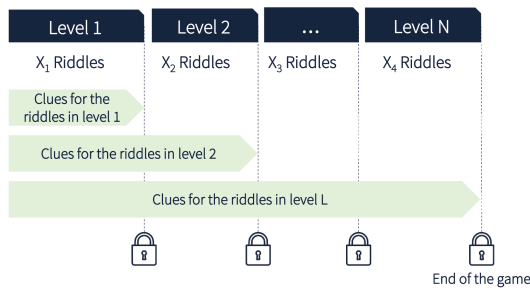 Level 1
Level 2
...
Level N
X₁ Riddles
X₂ Riddles
X₃ Riddles
X₄ Riddles
Clues for the
riddles in level 1
Clues for the riddles in level 2
Clues for the riddles in level L
End of the game